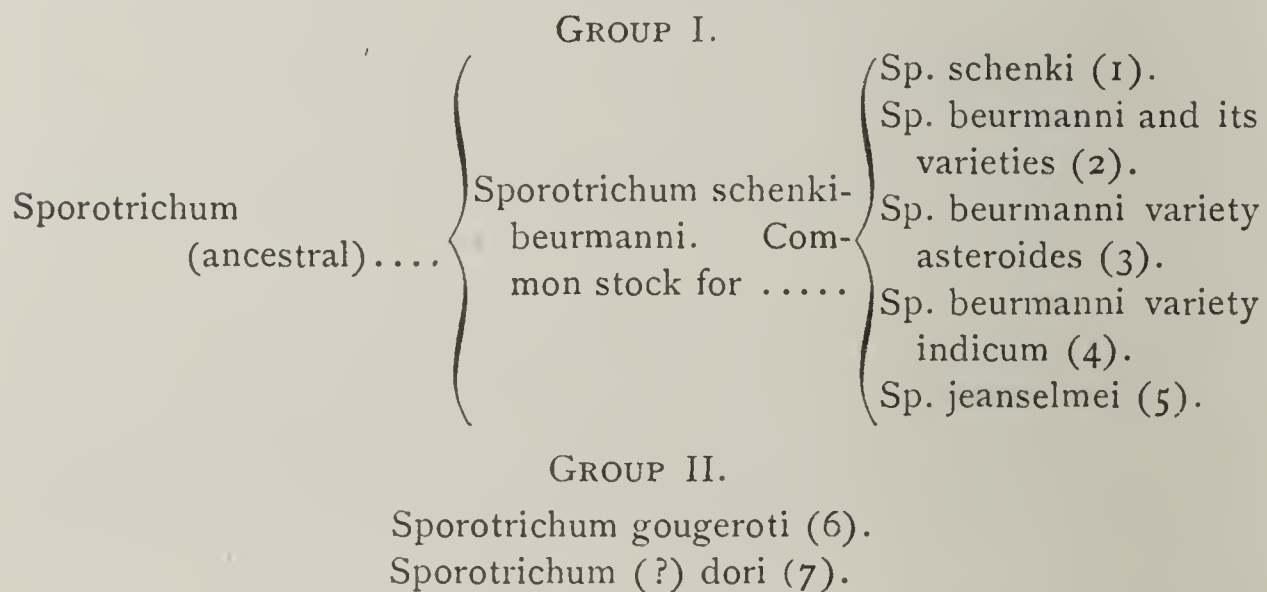 GROUP I.
Sporotrichum
(ancestral)....
Sporotrichum schenki-
beurmanni. Com-
mon stock for .....
Sp. schenki (1).
Sp. beurmanni and its
varieties (2).
Sp. beurmanni variety
asteroides (3).
Sp. beurmanni variety
indicum (4).
Sp. jeanselmei (5).
GROUP II.
Sporotrichum gougeroti (6).
Sporotrichum (?) dori (7).